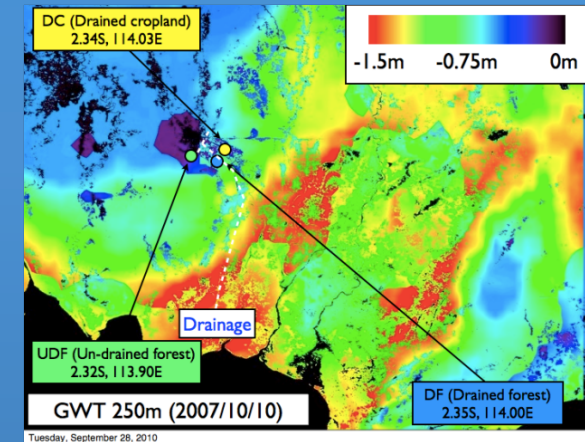 DC (Drained cropland)
2.34S, 114.03E
-1.5m -0.75m 0m
Drainage
UDF (Un-drained forest)
2.32S, 113.90E
DF (Drained forest)
2.35S, 114.00E
GWT 250m (2007/10/10)
Tuesday, September 28, 2010